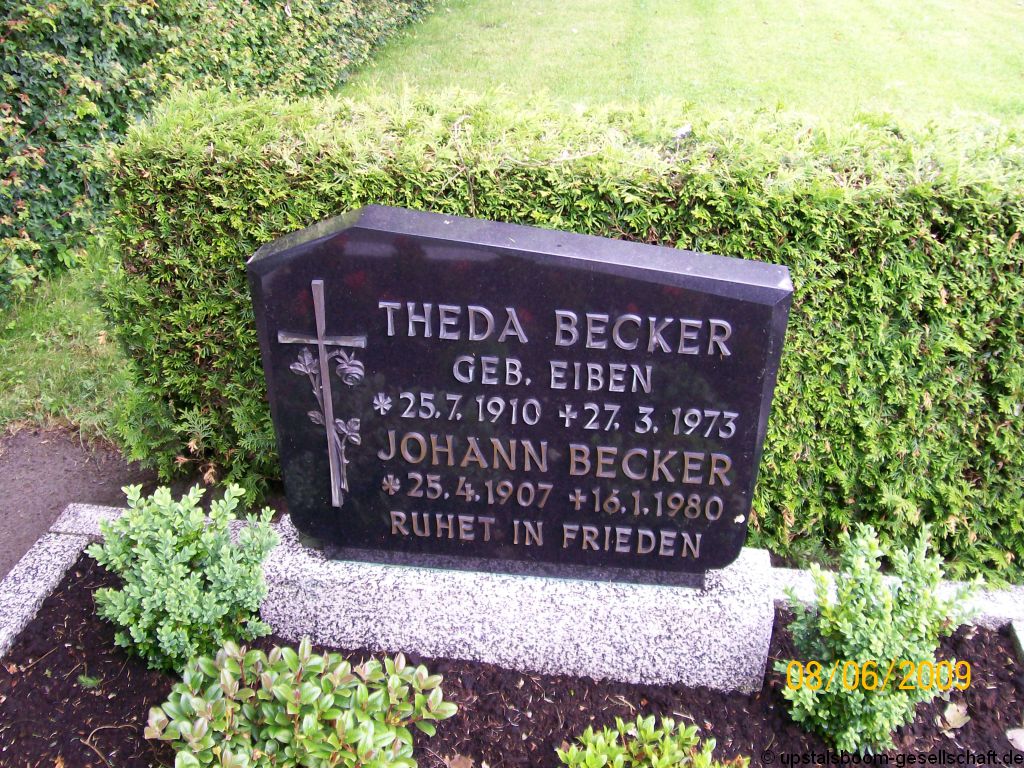 THEDA BECKER
GEB. EIBEN
* 25.7. 1910 + 27. 3. 1973
JOHANN BECKER
* 25.4.1907 + 16.1.1980
RUHET IN FRIEDEN
08/06/2009
© upstalsboom-gesellschaft.de